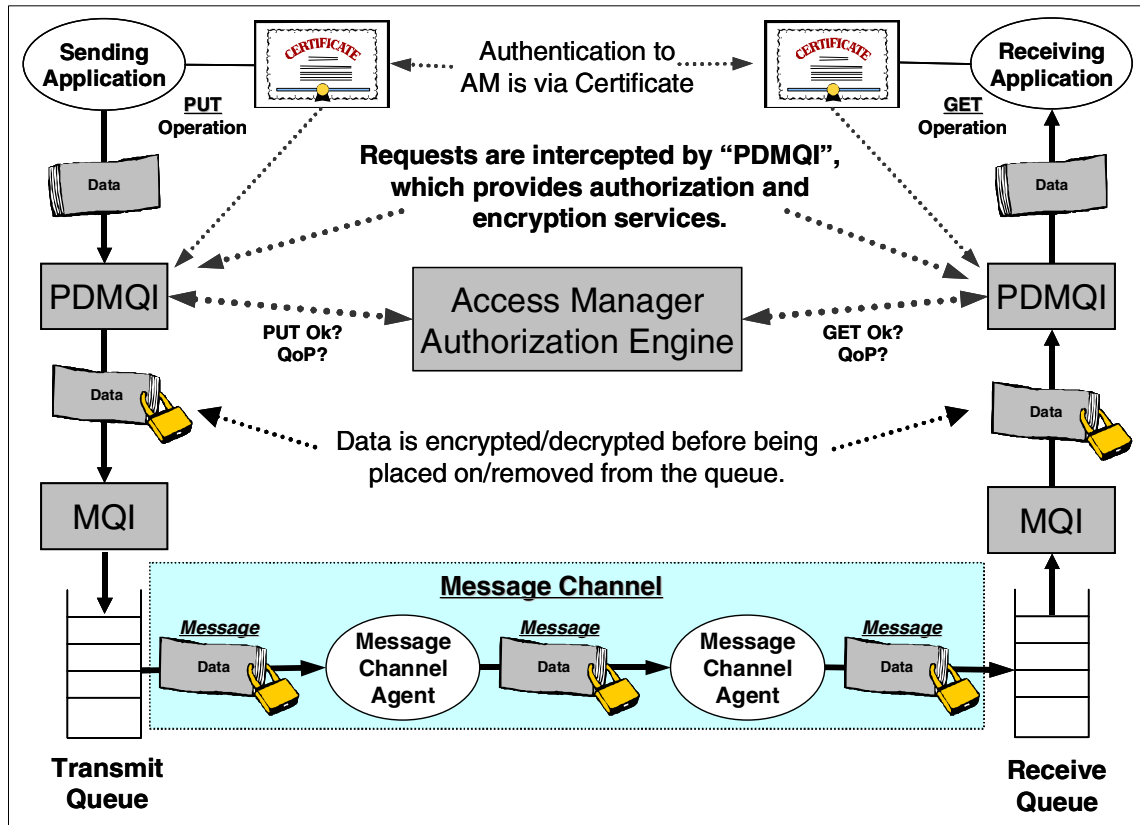 Sending
Application
CERTIFICATE
Authentication to
AM is via Certificate
CERTIFICATE
Receiving
Application
PUT
Operation
GET
Operation
Requests are intercepted by “PDMQI”,
which provides authorization and
encryption services.
Data
Data
PDMQI
Access Manager
Authorization Engine
PDMQI
PUT Ok?
QoP?
GET Ok?
QoP?
Data
Data
Data is encrypted/decrypted before being
placed on/removed from the queue.
MQI
MQI
Message Channel
Message
Data
Message
Channel
Agent
Message
Data
Message
Channel
Agent
Message
Data
Transmit
Queue
Receive
Queue